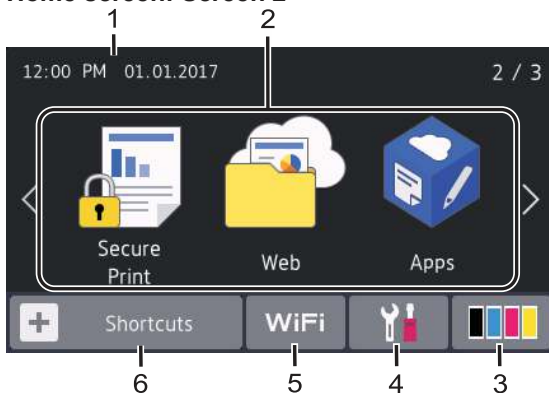 1
2
12:00 PM 01.01.2017
2 / 3
Secure
Print
Web
Apps
Shortcuts
WiFi
6
5
4
3